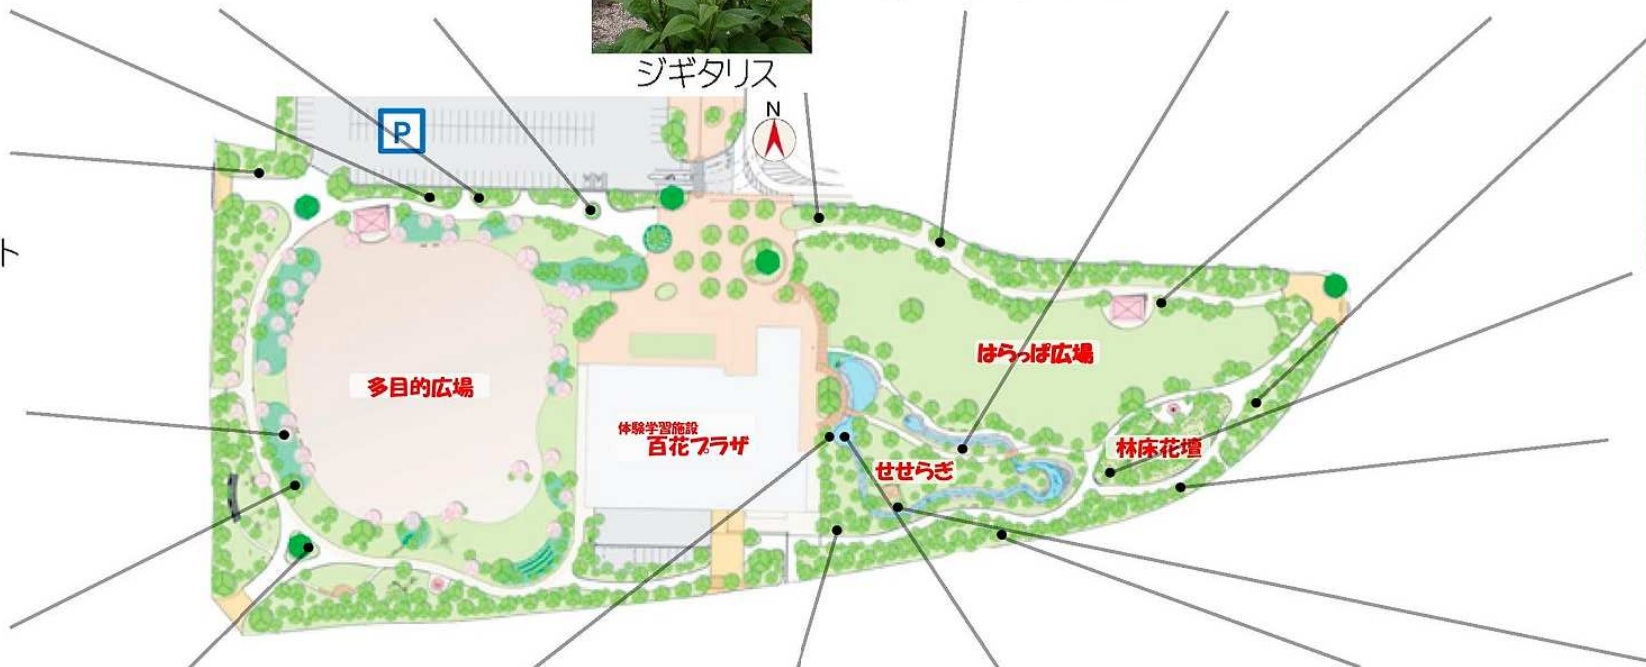 ジギタリス
N
P
ト
はらっぱ広場
多目的広場
体験学習施設
百花プラザ
林床花壇
せせらぎ